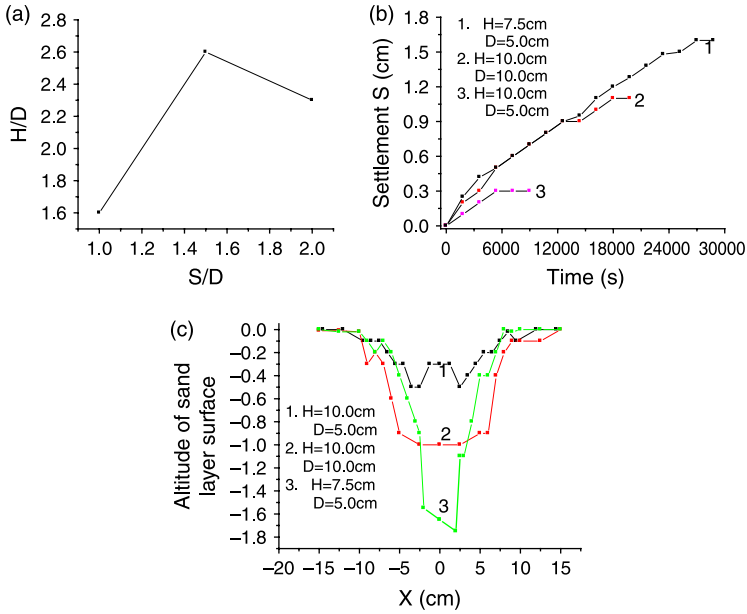 (a)
2.6
2.4
2.2
2.0
1.8
1.6
H/D
1.0 1.2 1.4 1.6 1.8 2.0
S/D
(b)
1.8
1.5
1.2
0.9
0.6
0.3
0.0
Settlement S (cm)
1. H=7.5cm
D=5.0cm
2. H=10.0cm
D=10.0cm
3. H=10.0cm
D=5.0cm
1
2
3
0 6000 12000 18000 24000 30000
Time (s)
(c)
0.0
−0.2
−0.4
−0.6
−0.8
−1.0
−1.2
−1.4
−1.6
−1.8
Altitude of sand
layer surface
1
2
3
1. H=10.0cm
D=5.0cm
2. H=10.0cm
D=10.0cm
3. H=7.5cm
D=5.0cm
−20 −15 −10 −5 0 5 10 15
X (cm)